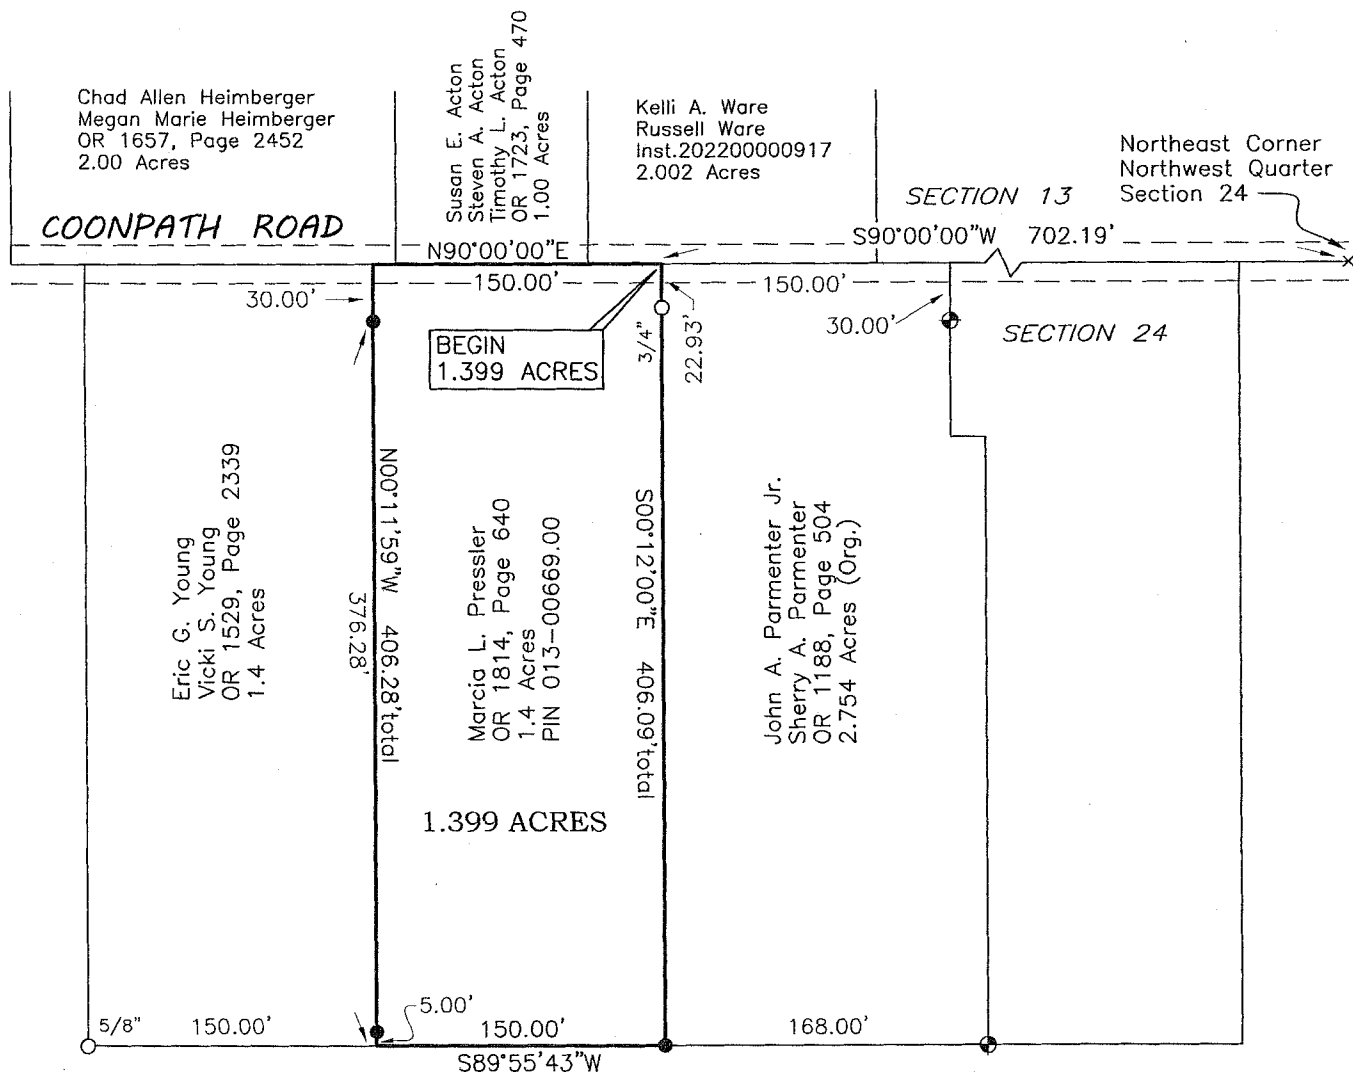 Chad Allen Heimberger
Megan Marie Heimberger
OR 1657, Page 2452
2.00 Acres
Susan E. Acton
Steven A. Acton
Timothy L. Acton
OR 1723, Page 470
1.00 Acres
Kelli A. Ware
Russell Ware
Inst.202200000917
2.002 Acres
Northeast Corner
Northwest Quarter
Section 24
SECTION 13
COONPATH ROAD
N90°00'00"E
S90°00'00"W 702.19'
150.00'
150.00'
30.00'
BEGIN
1.399 ACRES
3/4"
22.93'
30.00'
SECTION 24
Eric G. Young
Vicki S. Young
OR 1529, Page 2339
1.4 Acres
N00°11'59"W 406.28'total
376.28'
Marcia L. Pressler
OR 1814, Page 640
1.4 Acres
PIN 013-00669.00
S00°12'00"E 406.09'total
John A. Parmenter Jr.
Sherry A. Parmenter
OR 1188, Page 504
2.754 Acres (Org.)
1.399 ACRES
5.00'
5/8"
150.00'
150.00'
168.00'
S89°55'43"W